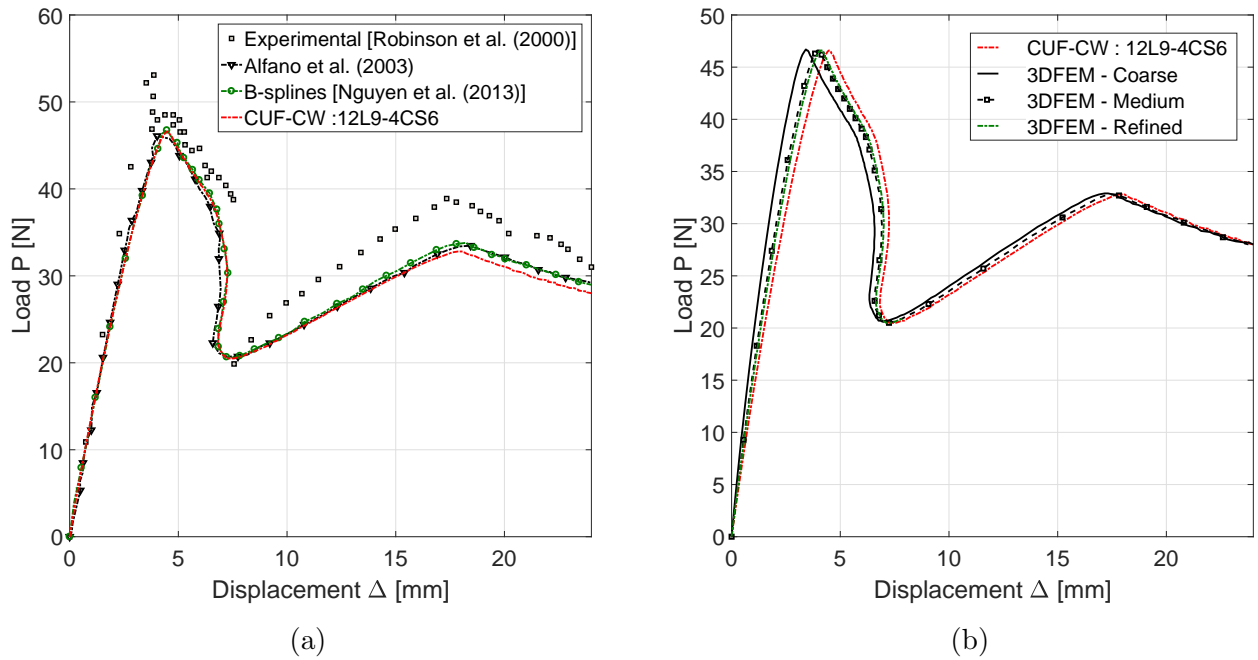 60
50
40
30
20
10
0
0
5
10
15
20
Load P [N]
Displacement Δ [mm]
Experimental [Robinson et al. (2000)]
Alfano et al. (2003)
B-splines [Nguyen et al. (2013)]
CUF-CW :12L9-4CS6
(a)
50
45
40
35
30
25
20
15
10
5
0
0
5
10
15
20
Load P [N]
Displacement Δ [mm]
CUF-CW : 12L9-4CS6
3DFEM - Coarse
3DFEM - Medium
3DFEM - Refined
(b)